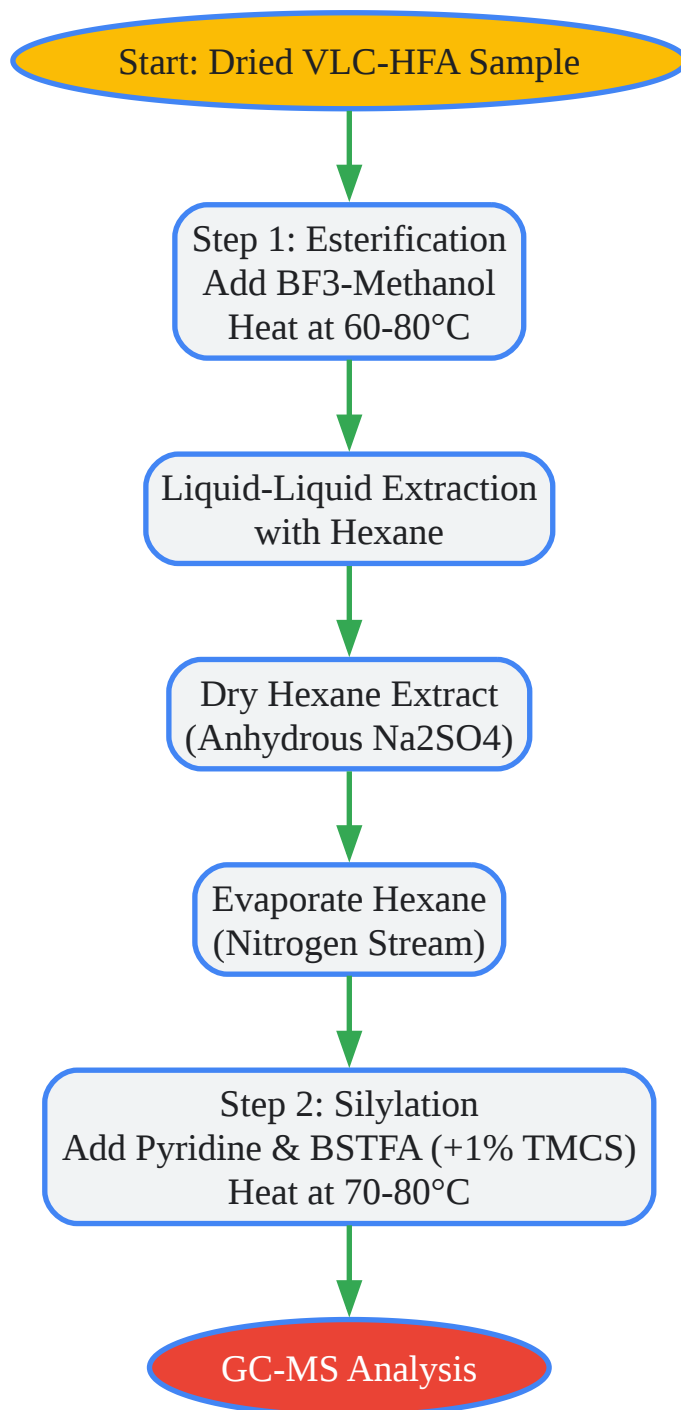 Start: Dried VLC-HFA Sample
Step 1: Esterification
Add BF3-Methanol
Heat at 60-80°C
Liquid-Liquid Extraction
with Hexane
Dry Hexane Extract
(Anhydrous Na2SO4)
Evaporate Hexane
(Nitrogen Stream)
Step 2: Silylation
Add Pyridine & BSTFA (+1% TMCS)
Heat at 70-80°C
GC-MS Analysis